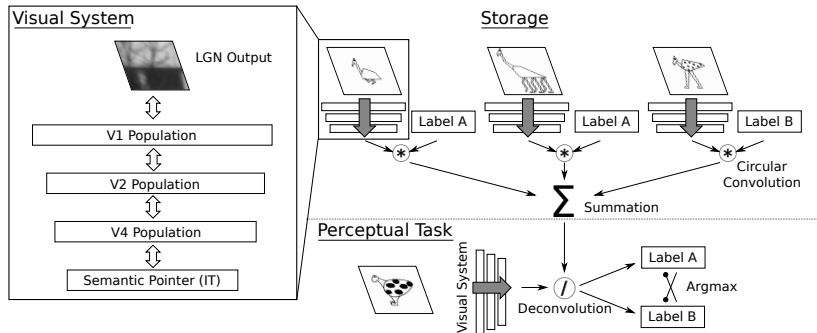 Visual System
LGN Output
V1 Population
V2 Population
V4 Population
Semantic Pointer (IT)
Storage
Label A
Label A
Label B
*
*
*
Circular
Convolution
Σ
Summation
Perceptual Task
Visual System
/
Deconvolution
Label A
Argmax
Label B